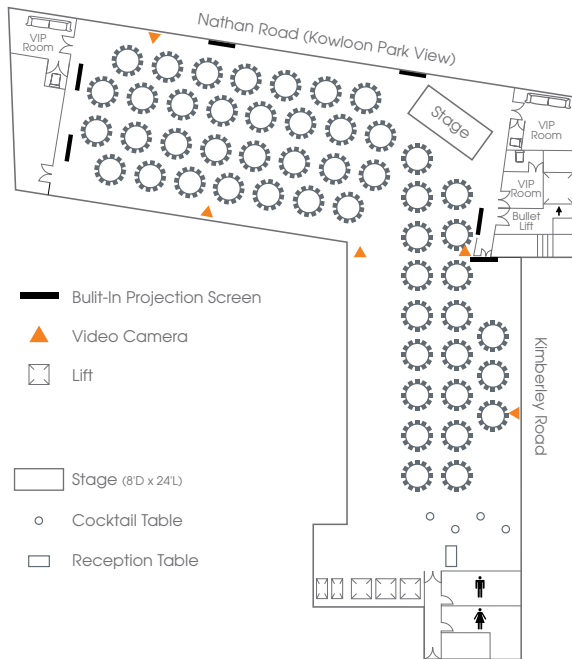 Nathan Road (Kowloon Park View)
VIP
Room
Stage
VIP
Room
VIP
Room
Bullet
Lift
Bulit-In Projection Screen
Video Camera
Lift
Kimberley Road
Stage (8'D x 24'L)
Cocktail Table
Reception Table